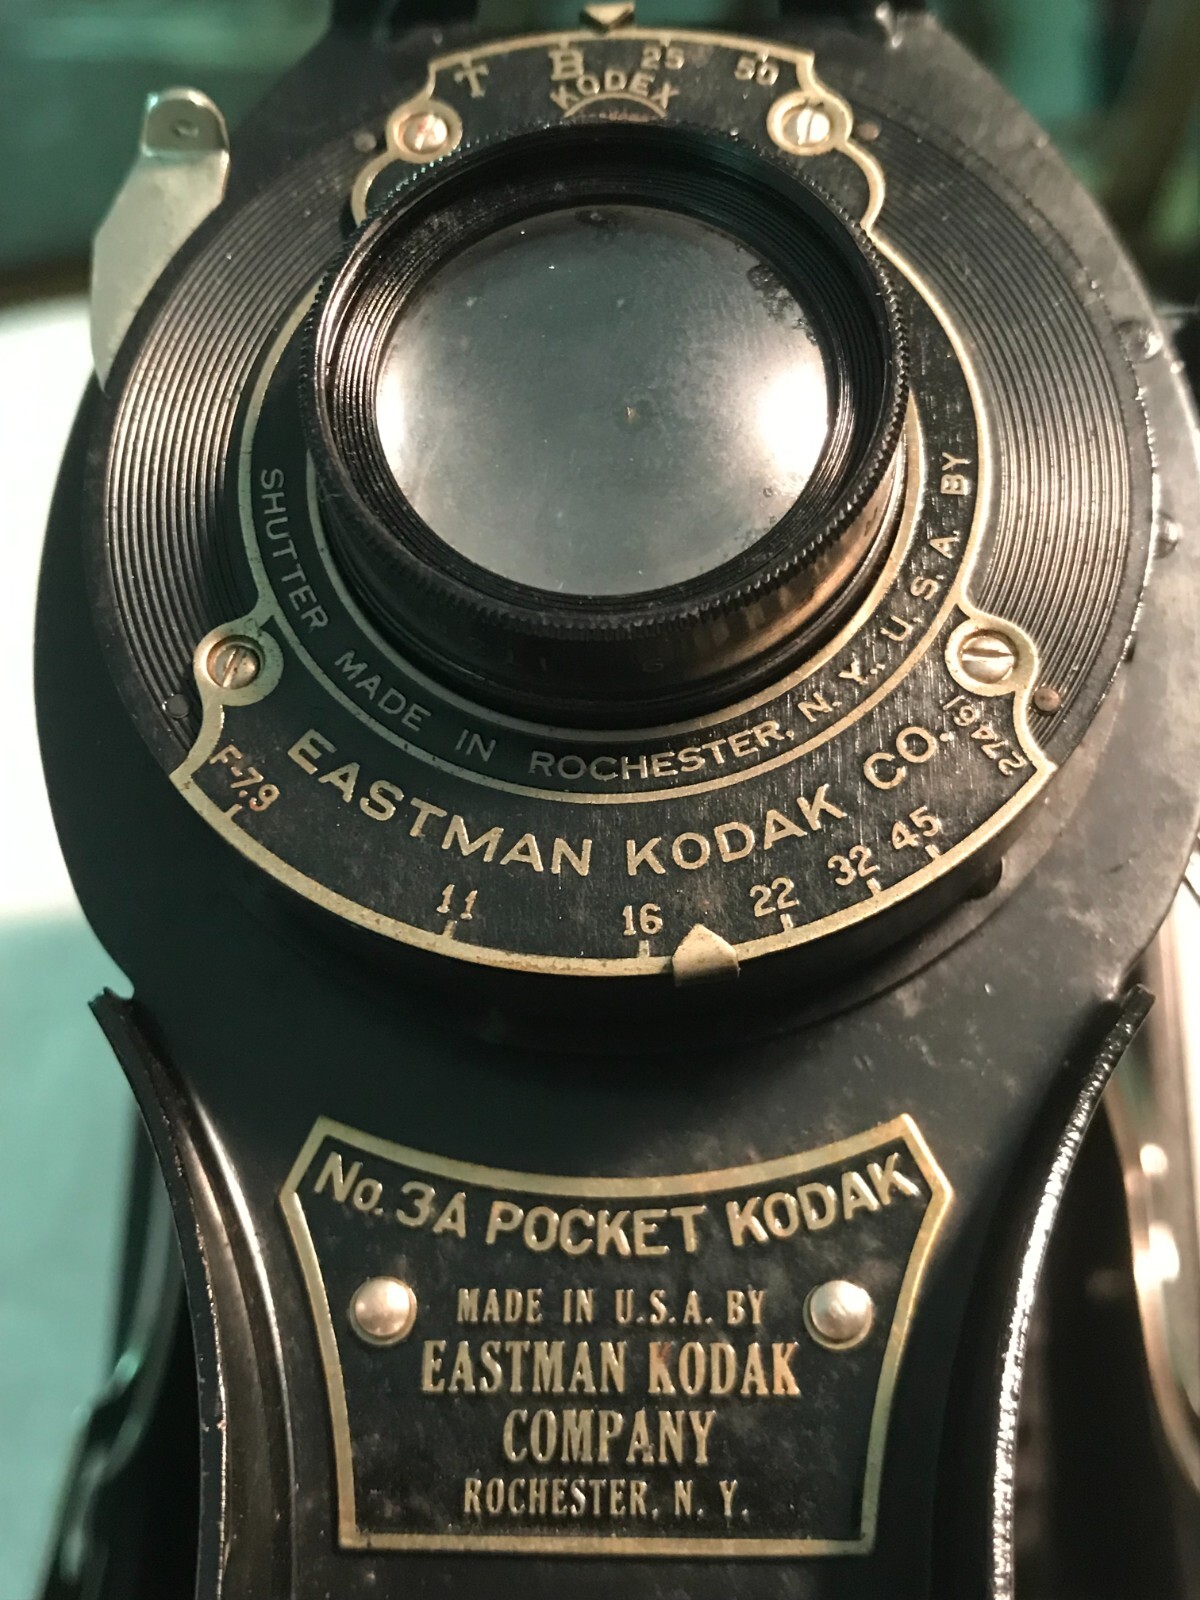 T B 25 50
KODEX
SHUTTER MADE IN ROCHESTER, N. Y., U. S. A. BY
EASTMAN KODAK CO.
27461
F-7.9 11 16 22 32 45
No. 3A POCKET KODAK
MADE IN U.S.A. BY
EASTMAN KODAK
COMPANY
ROCHESTER, N. Y.